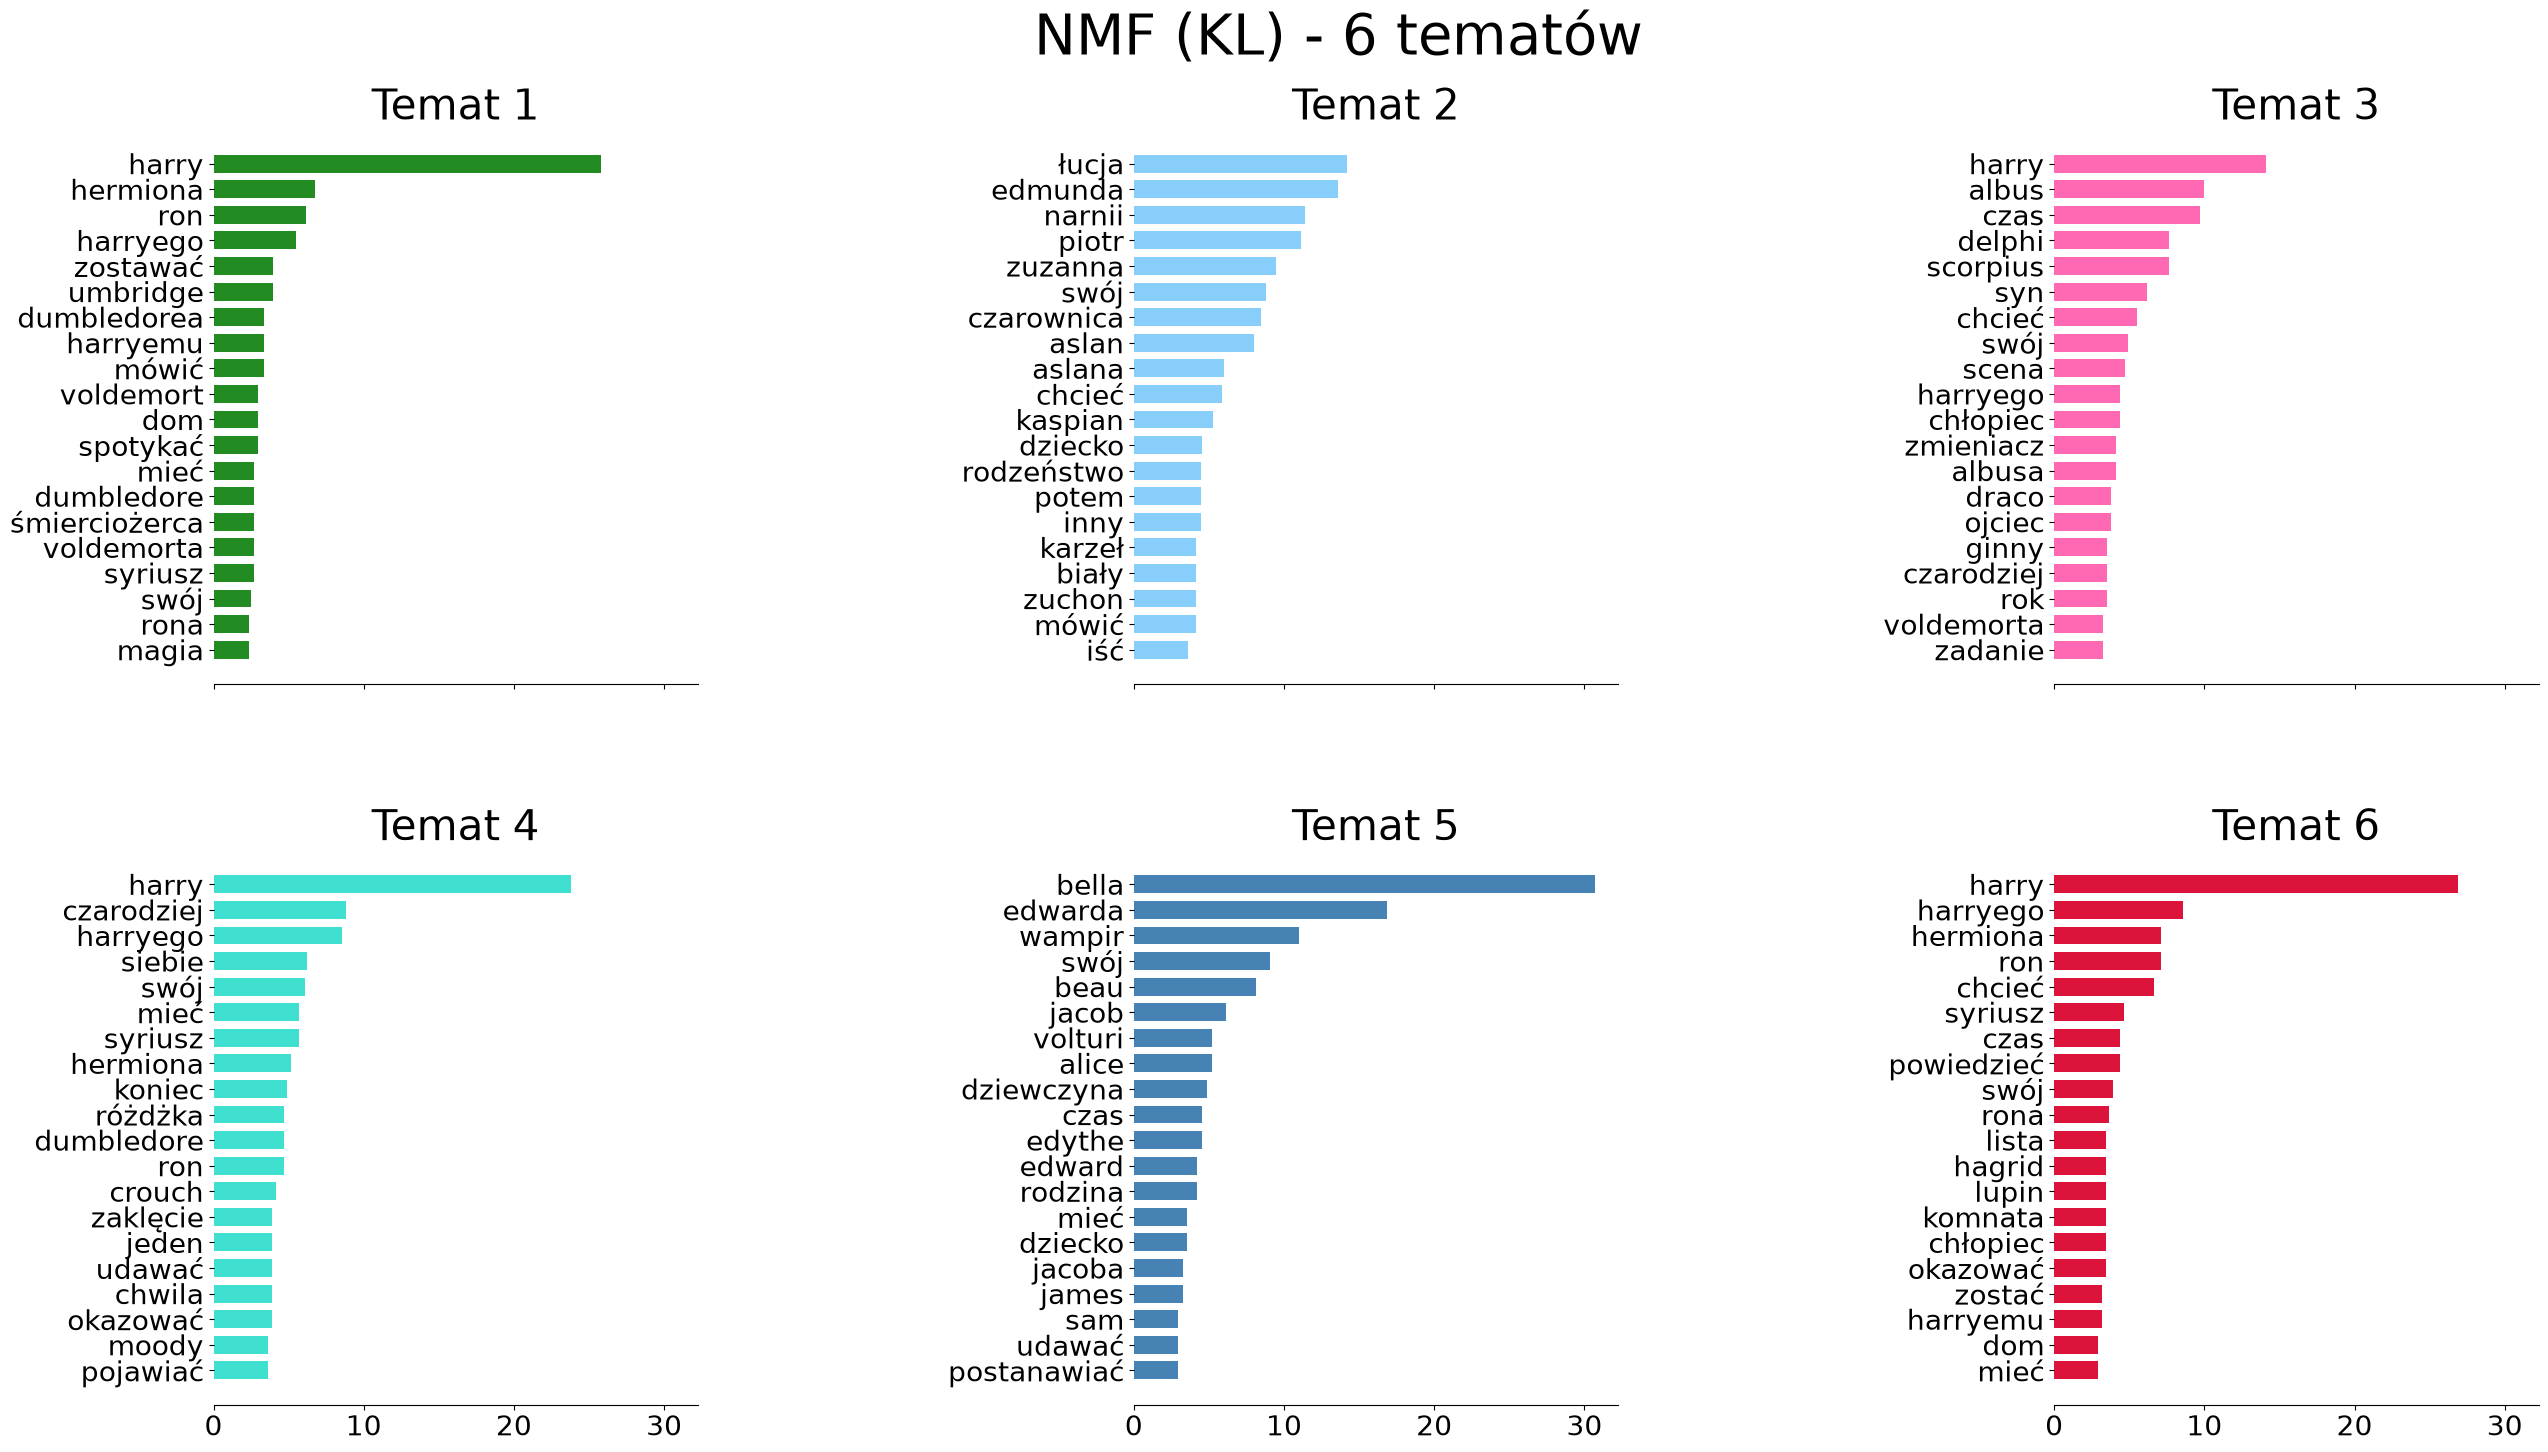 NMF (KL) - 6 tematów
Temat 1
harry
hermiona
ron
harryego
zostawać
umbridge
dumbledorea
harryemu
mówić
voldemort
dom
spotykać
mieć
dumbledore
śmierciożerca
voldemorta
syriusz
swój
rona
magia
Temat 2
łucja
edmunda
narnii
piotr
zuzanna
swój
czarownica
aslan
aslana
chcieć
kaspian
dziecko
rodzeństwo
potem
inny
karzeł
biały
zuchon
mówić
iść
Temat 3
harry
albus
czas
delphi
scorpius
syn
chcieć
swój
scena
harryego
chłopiec
zmieniacz
albusa
draco
ojciec
ginny
czarodziej
rok
voldemorta
zadanie
Temat 4
harry
czarodziej
harryego
siebie
swój
mieć
syriusz
hermiona
koniec
różdżka
dumbledore
ron
crouch
zaklęcie
jeden
udawać
chwila
okazować
moody
pojawiać
0 10 20 30
Temat 5
bella
edwarda
wampir
swój
beau
jacob
volturi
alice
dziewczyna
czas
edythe
edward
rodzina
mieć
dziecko
jacoba
james
sam
udawać
postanawiać
0 10 20 30
Temat 6
harry
harryego
hermiona
ron
chcieć
syriusz
czas
powiedzieć
swój
rona
lista
hagrid
lupin
komnata
chłopiec
okazować
zostać
harryemu
dom
mieć
0 10 20 30